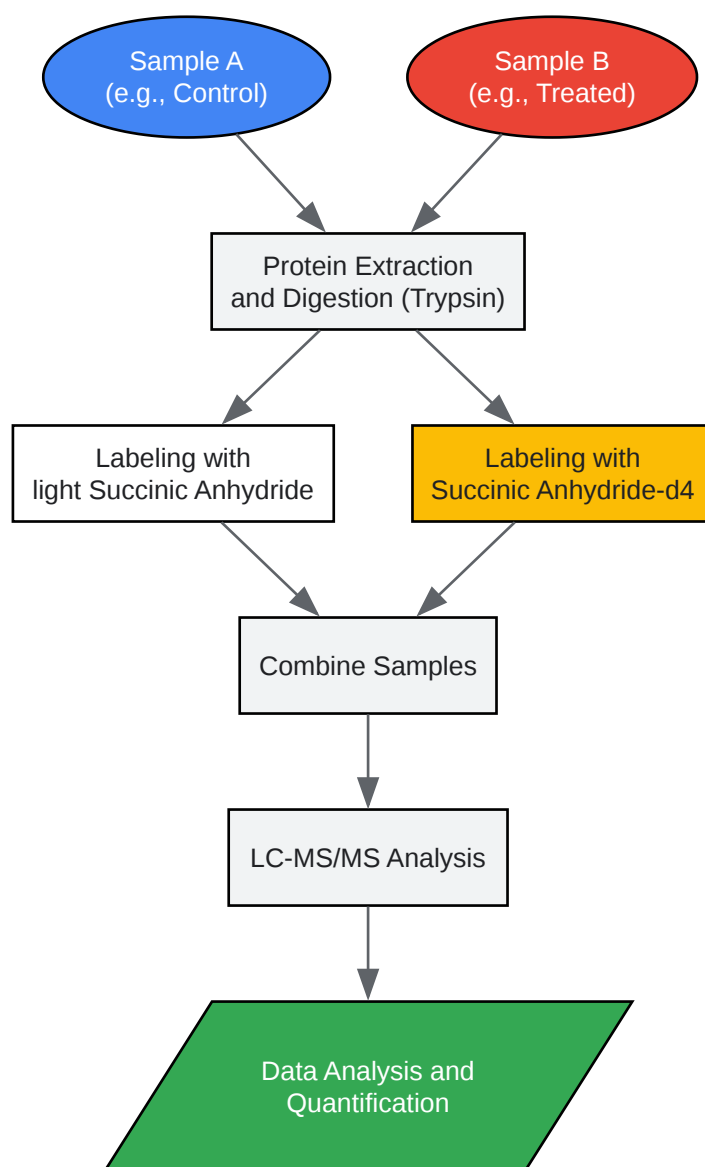 Sample A
(e.g., Control)
Sample B
(e.g., Treated)
Protein Extraction
and Digestion (Trypsin)
Labeling with
light Succinic Anhydride
Labeling with
Succinic Anhydride-d4
Combine Samples
LC-MS/MS Analysis
Data Analysis and
Quantification